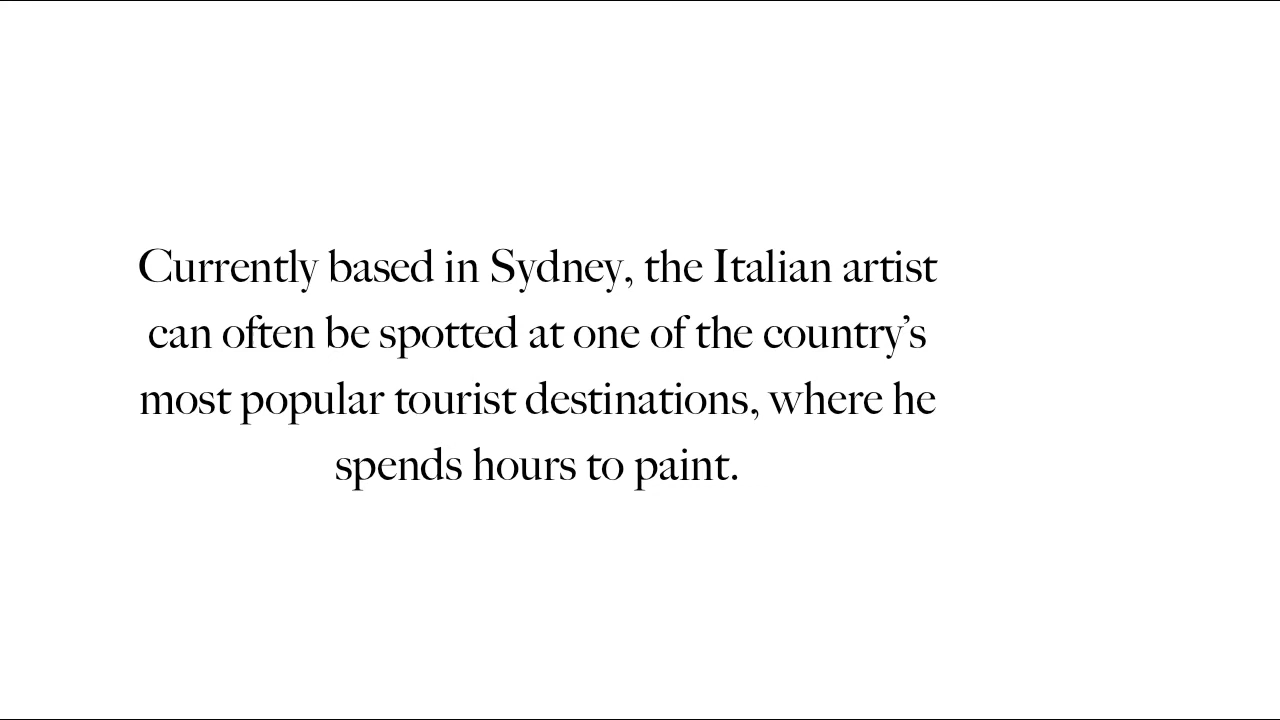 Currently based in Sydney, the Italian artist
can often be spotted at one of the country’s
most popular tourist destinations, where he
spends hours to paint.